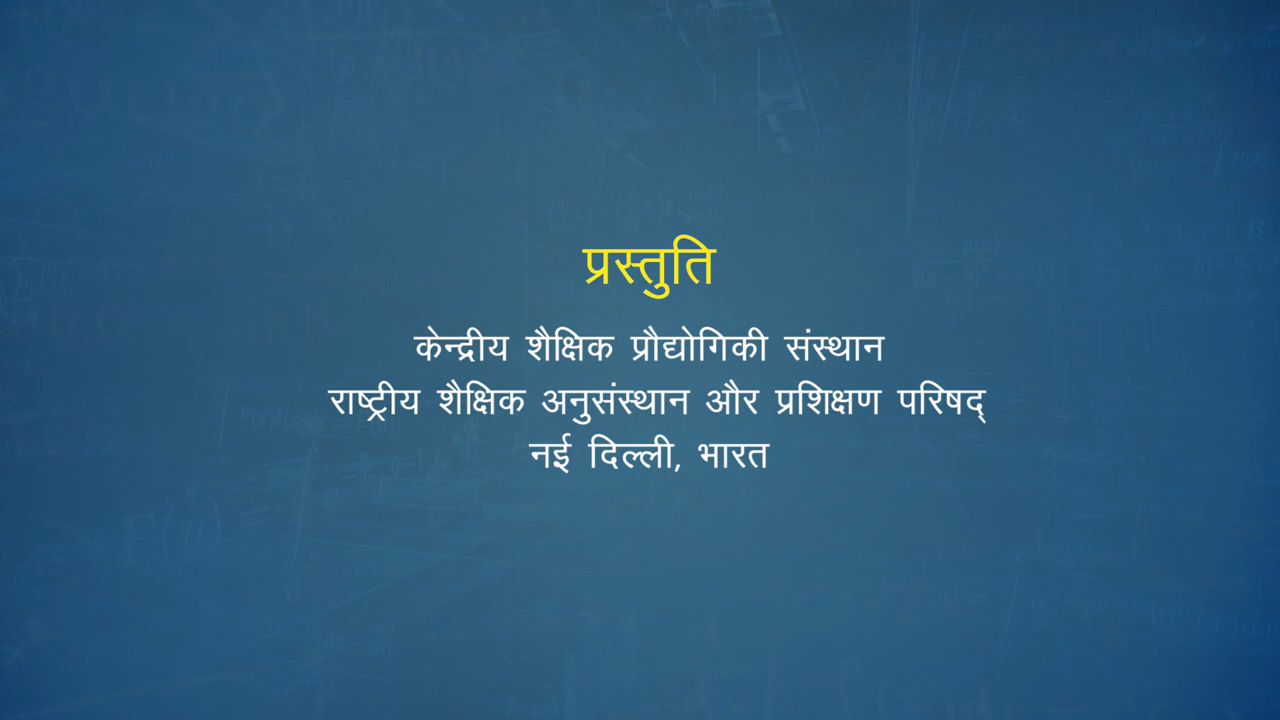 प्रस्तुति
केन्द्रीय शैक्षिक प्रौद्योगिकी संस्थान
राष्ट्रीय शैक्षिक अनुसंस्थान और प्रशिक्षण परिषद्
नई दिल्ली, भारत